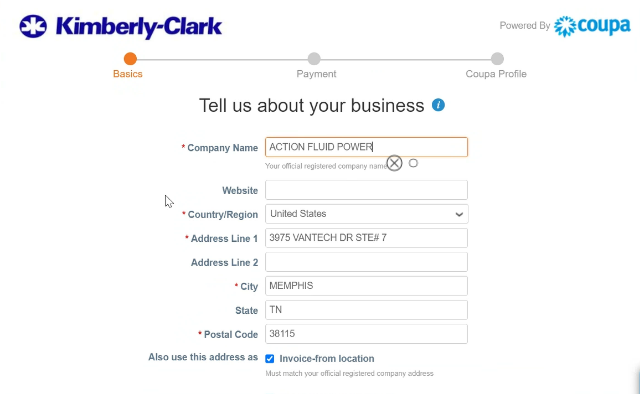 Kimberly-Clark
Powered By coupa
Basics Payment Coupa Profile
Tell us about your business
* Company Name ACTION FLUID POWER
Your official registered company name
Website
* Country/Region United States
* Address Line 1 3975 VANTECH DR STE# 7
Address Line 2
* City MEMPHIS
State TN
* Postal Code 38115
Also use this address as Invoice-from location
Must match your official registered company address